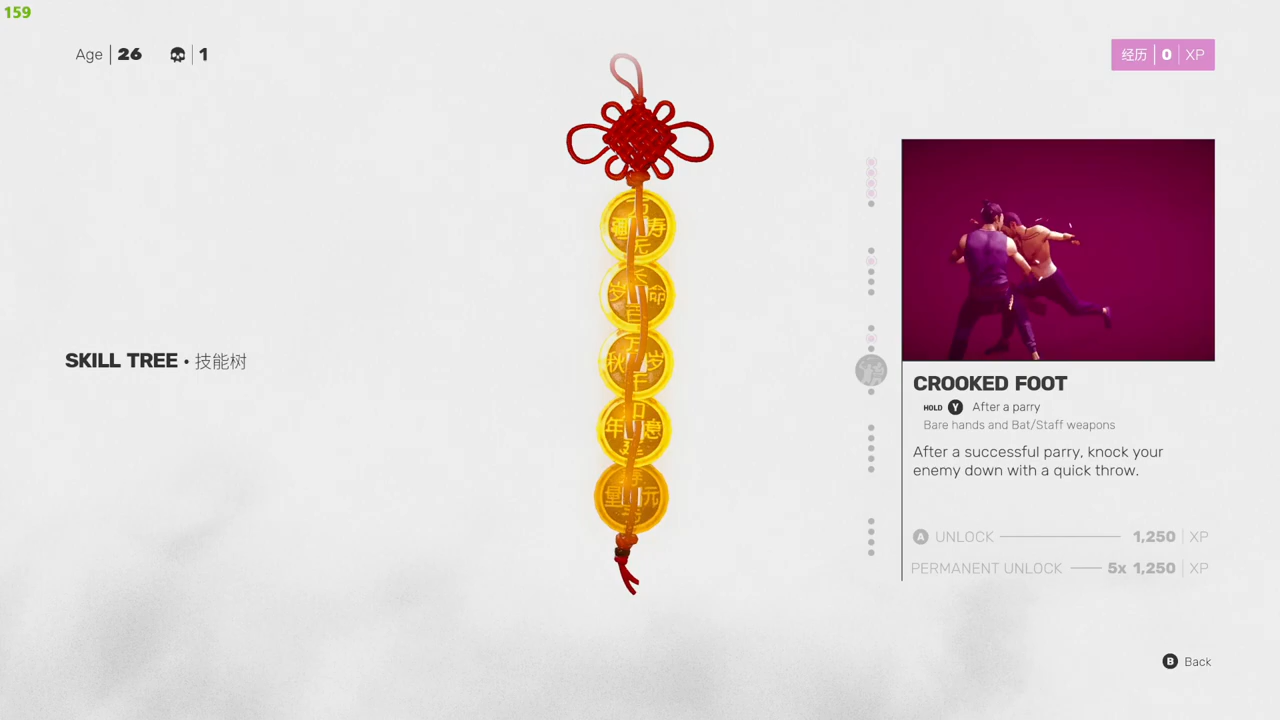 159
Age 26 1
经历 0 XP
SKILL TREE • 技能树
CROOKED FOOT
HOLD Y After a parry
Bare hands and Bat/Staff weapons
After a successful parry, knock your
enemy down with a quick throw.
A UNLOCK 1,250 XP
PERMANENT UNLOCK 5x 1,250 XP
B Back